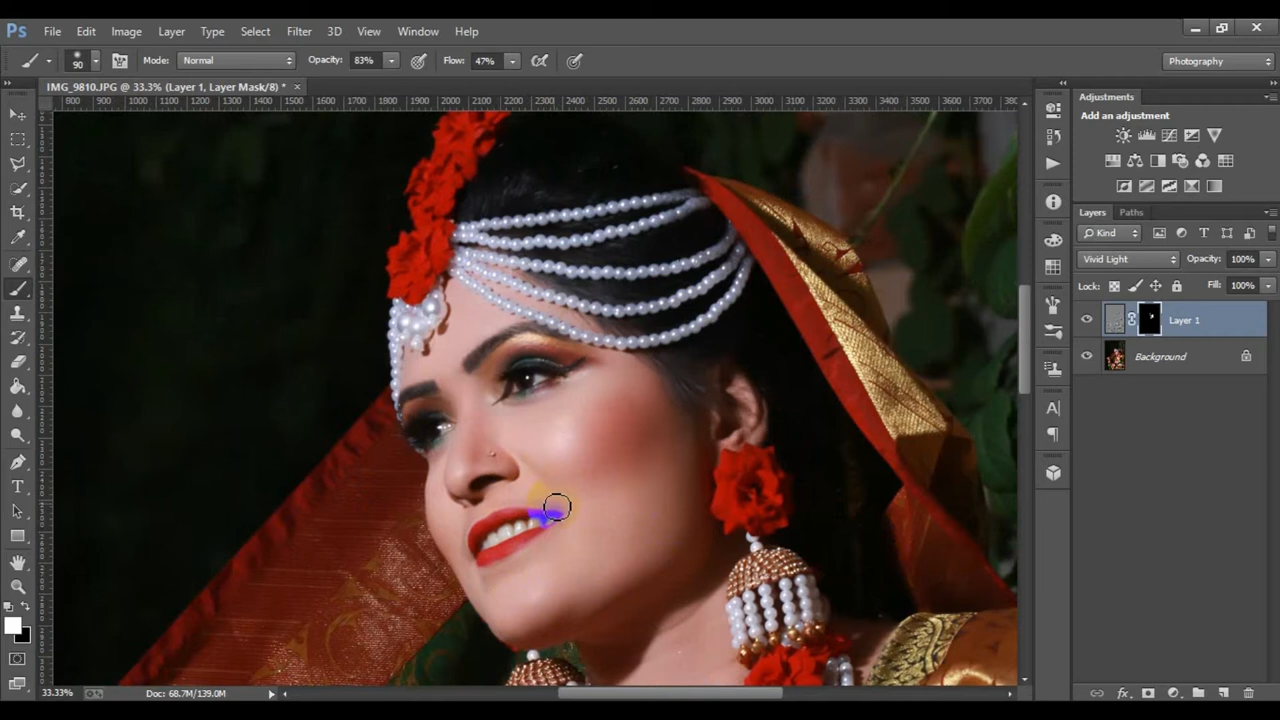 Ps File Edit Image Layer Type Select Filter 3D View Window Help
90 Mode: Normal Opacity: 83% Flow: 47% Photography
IMG_9810.JPG @ 33.3% (Layer 1, Layer Mask/8) * ×
800 900 1000 1100 1200 1300 1400 1500 1600 1700 1800 1900 2000 2100 2200 2300 2400 2500 2600 2700 2800 2900 3000 3100 3200 3300 3400 3500 3600 3700
Adjustments
Add an adjustment
Layers Paths
Kind
Vivid Light Opacity: 100%
Lock: Fill: 100%
Layer 1
Background
33.33% Doc: 68.7M/139.0M